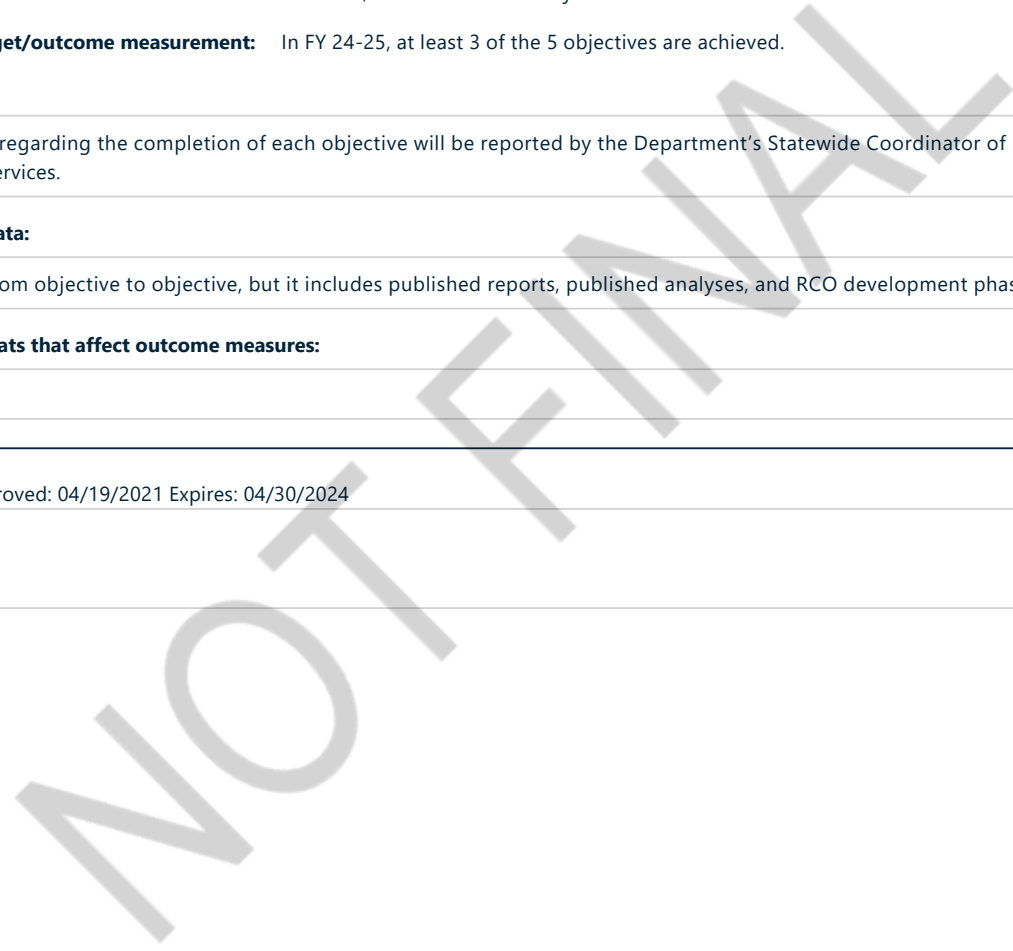 get/outcome measurement: In FY 24-25, at least 3 of the 5 objectives are achieved.
regarding the completion of each objective will be reported by the Department's Statewide Coordinator of
ervices.
ata:
om objective to objective, but it includes published reports, published analyses, and RCO development phas
ats that affect outcome measures:
roved: 04/19/2021 Expires: 04/30/2024
NOT FINAL